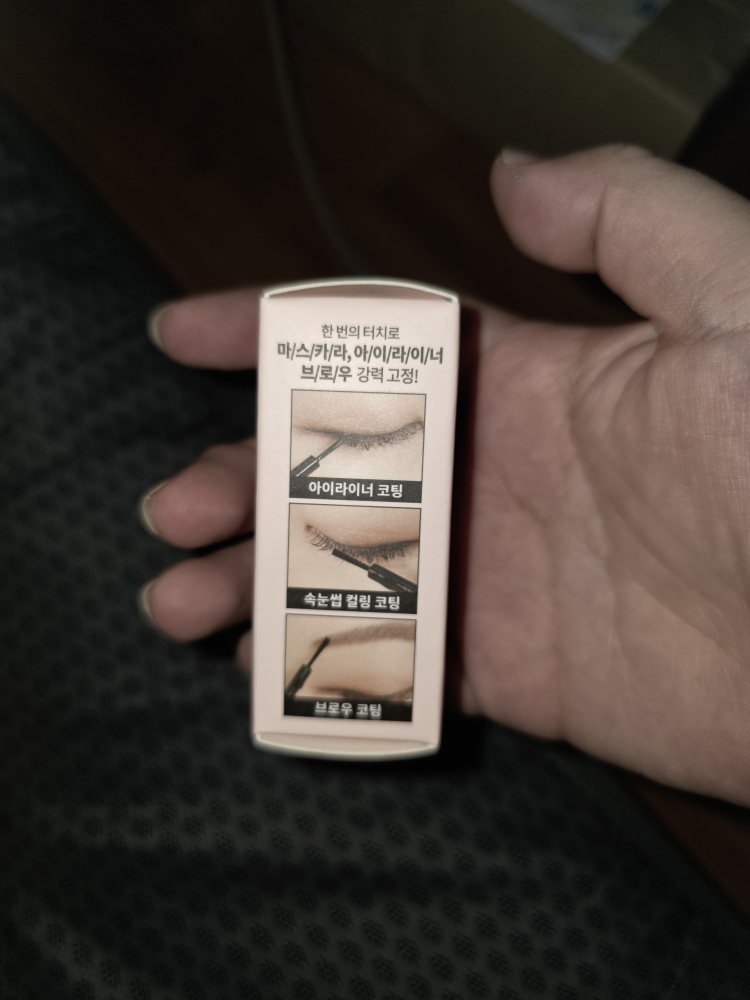 한 번의 터치로
마/스/카/라, 아/이/라/이/너
브/로/우 강력 고정!
아이라이너 코팅
속눈썹 컬링 코팅
브로우 코팅